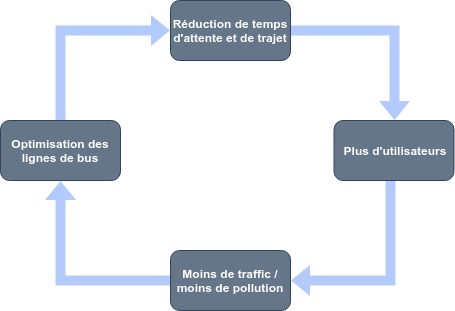 Réduction de temps
d'attente et de trajet
Optimisation des
lignes de bus
Plus d'utilisateurs
Moins de traffic /
moins de pollution